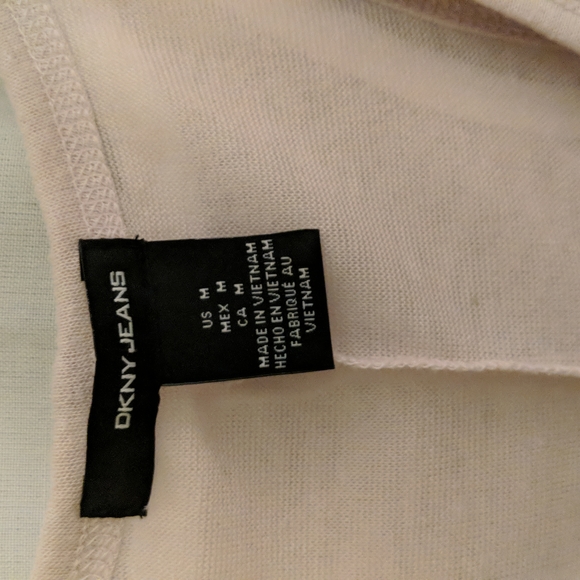 DKNY JEANS
US M
MEX M
CA M
MADE IN VIETNAM
HECHO EN VIETNAM
FABRIQUÉ AU
VIETNAM